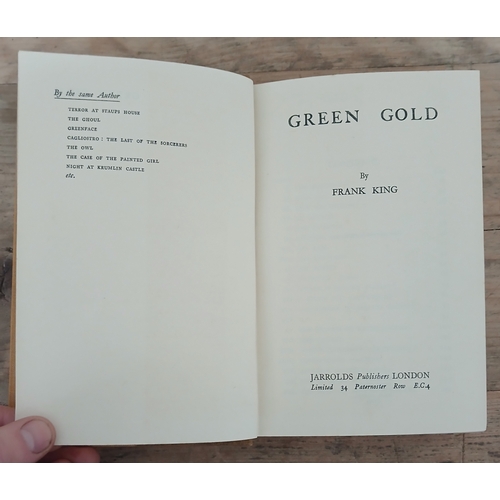 By the same Author
TERROR AT STAUPS HOUSE
THE GHOUL
GREENFACE
CAGLIOSTRO : THE LAST OF THE SORCERERS
THE OWL
THE CASE OF THE PAINTED GIRL
NIGHT AT KRUMLIN CASTLE
etc.
GREEN GOLD
By
FRANK KING
JARROLDS Publishers LONDON
Limited 34 Paternoster Row E.C.4